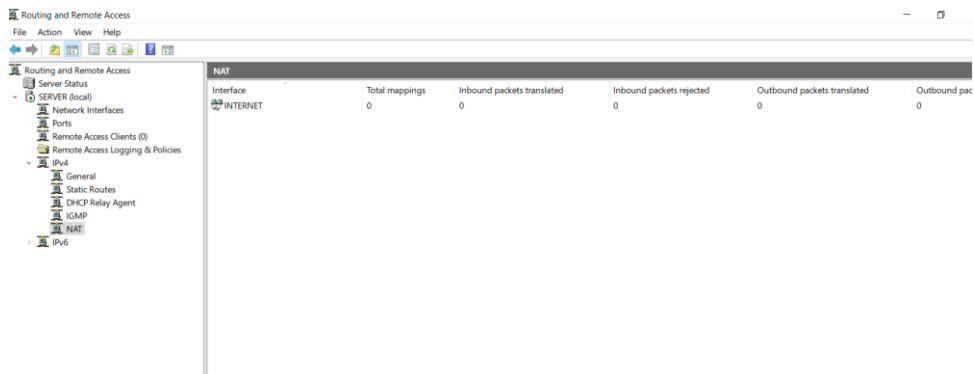 Routing and Remote Access
File Action View Help
Routing and Remote Access
Server Status
SERVER (local)
Network Interfaces
Ports
Remote Access Clients (0)
Remote Access Logging & Policies
IPv4
General
Static Routes
DHCP Relay Agent
IGMP
NAT
IPv6
NAT
Interface Total mappings Inbound packets translated Inbound packets rejected Outbound packets translated Outbound pac
INTERNET 0 0 0 0 0